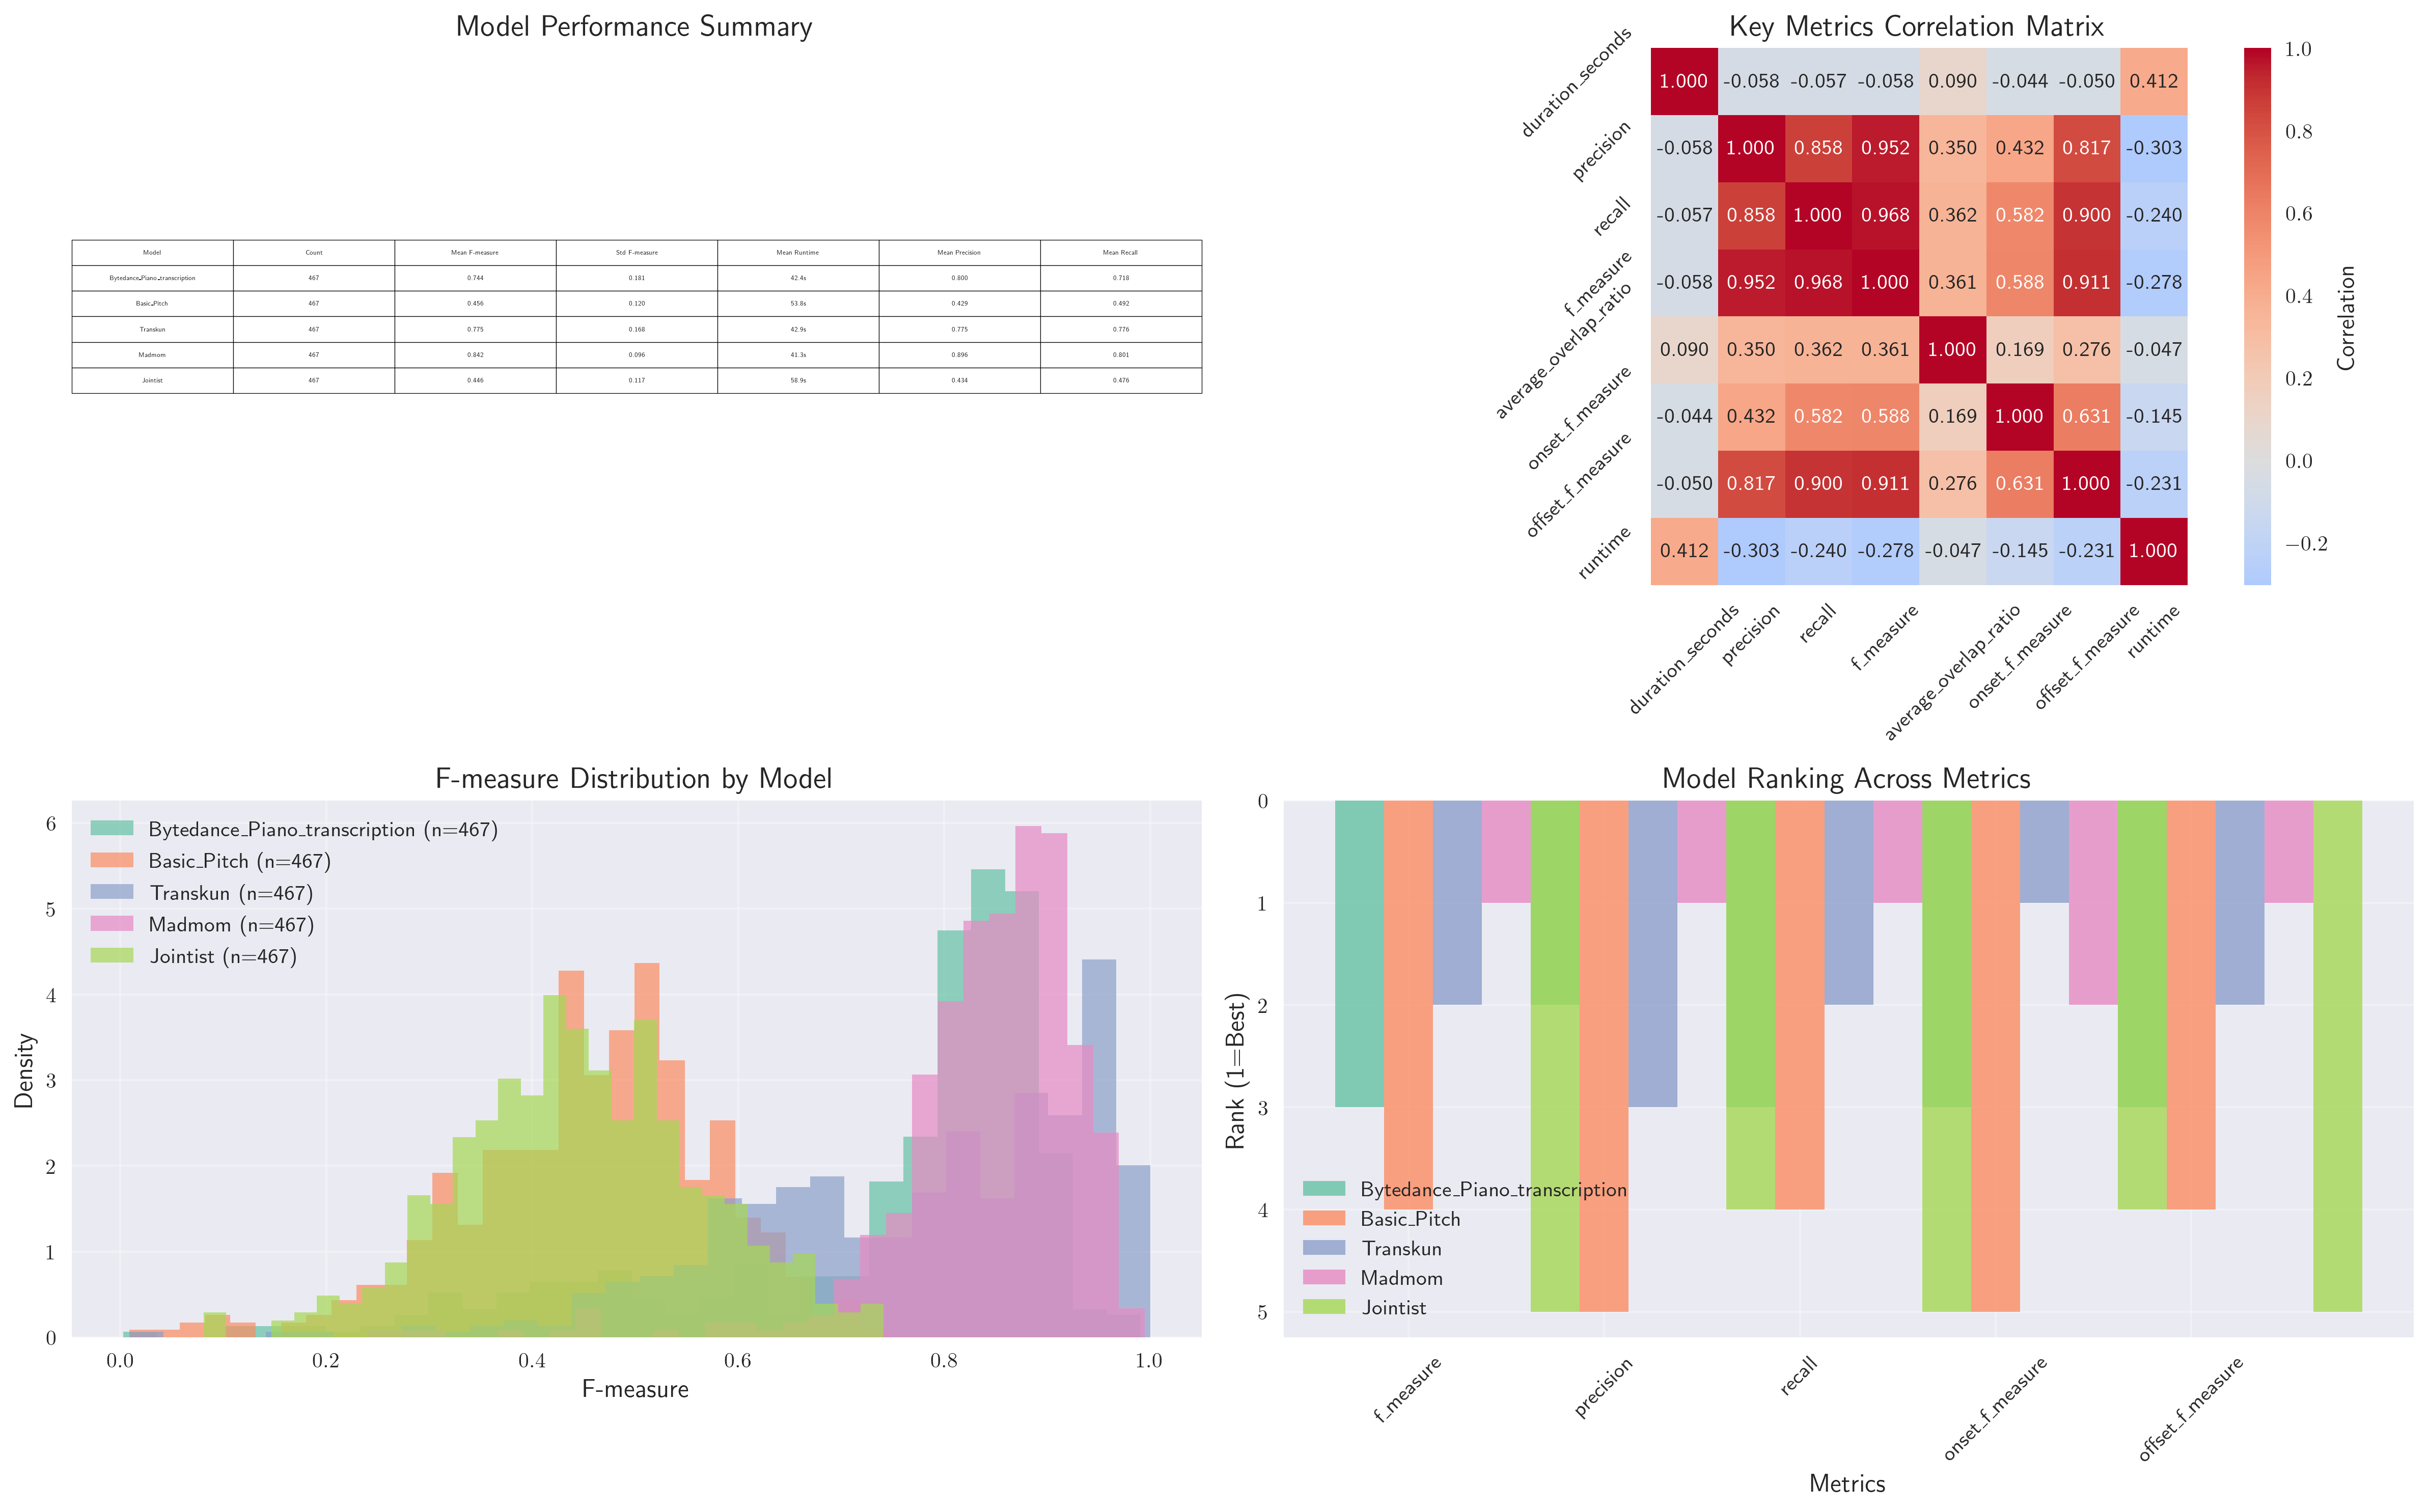 Model Performance Summary
Model Count Mean F-measure Std F-measure Mean Runtime Mean Precision Mean Recall
Bytedance_Piano_transcription 467 0.744 0.181 42.4s 0.800 0.718
Basic_Pitch 467 0.456 0.120 53.8s 0.429 0.492
Transkun 467 0.775 0.168 42.9s 0.775 0.776
Madmom 467 0.842 0.096 41.3s 0.896 0.801
Jointist 467 0.446 0.117 58.9s 0.434 0.476
Key Metrics Correlation Matrix
duration_seconds 1.000 -0.058 -0.057 -0.058 0.090 -0.044 -0.050 0.412
precision -0.058 1.000 0.858 0.952 0.350 0.432 0.817 -0.303
recall -0.057 0.858 1.000 0.968 0.362 0.582 0.900 -0.240
f_measure -0.058 0.952 0.968 1.000 0.361 0.588 0.911 -0.278
average_overlap_ratio 0.090 0.350 0.362 0.361 1.000 0.169 0.276 -0.047
onset_f_measure -0.044 0.432 0.582 0.588 0.169 1.000 0.631 -0.145
offset_f_measure -0.050 0.817 0.900 0.911 0.276 0.631 1.000 -0.231
runtime 0.412 -0.303 -0.240 -0.278 -0.047 -0.145 -0.231 1.000
duration_seconds precision recall f_measure average_overlap_ratio onset_f_measure offset_f_measure runtime
1.0
0.8
0.6
0.4
0.2
0.0
−0.2
Correlation
F-measure Distribution by Model
6
5
4
3
2
1
0
Density
Bytedance_Piano_transcription (n=467)
Basic_Pitch (n=467)
Transkun (n=467)
Madmom (n=467)
Jointist (n=467)
0.0 0.2 0.4 0.6 0.8 1.0
F-measure
Model Ranking Across Metrics
0
1
2
3
4
5
Rank (1=Best)
Bytedance_Piano_transcription
Basic_Pitch
Transkun
Madmom
Jointist
f_measure precision recall onset_f_measure offset_f_measure
Metrics